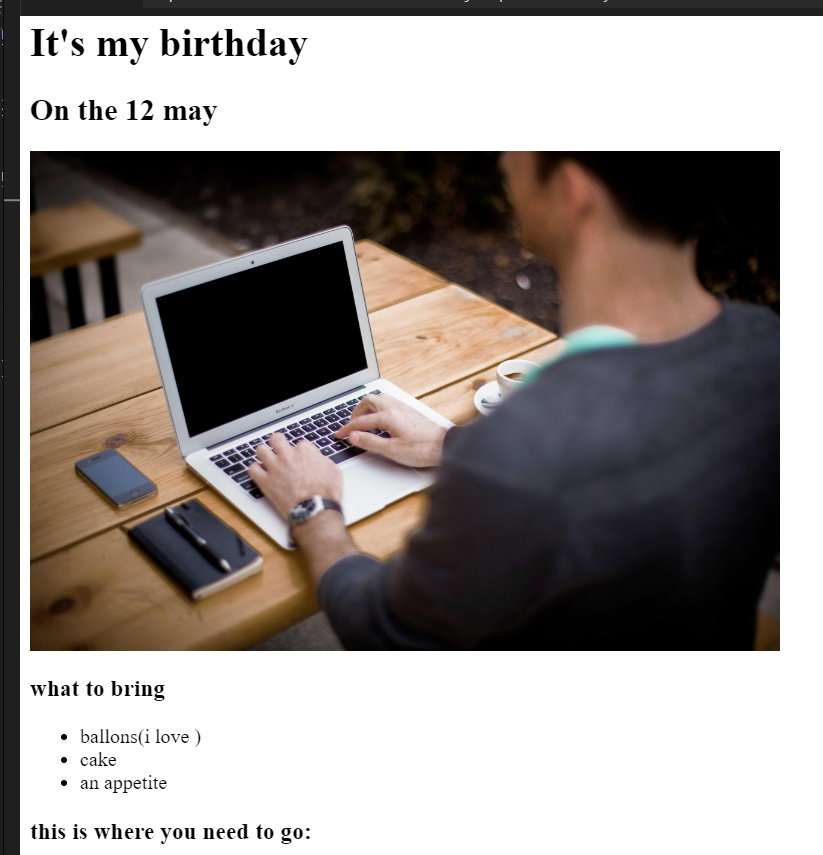 It's my birthday
On the 12 may
what to bring
ballons(i love )
cake
an appetite
this is where you need to go: